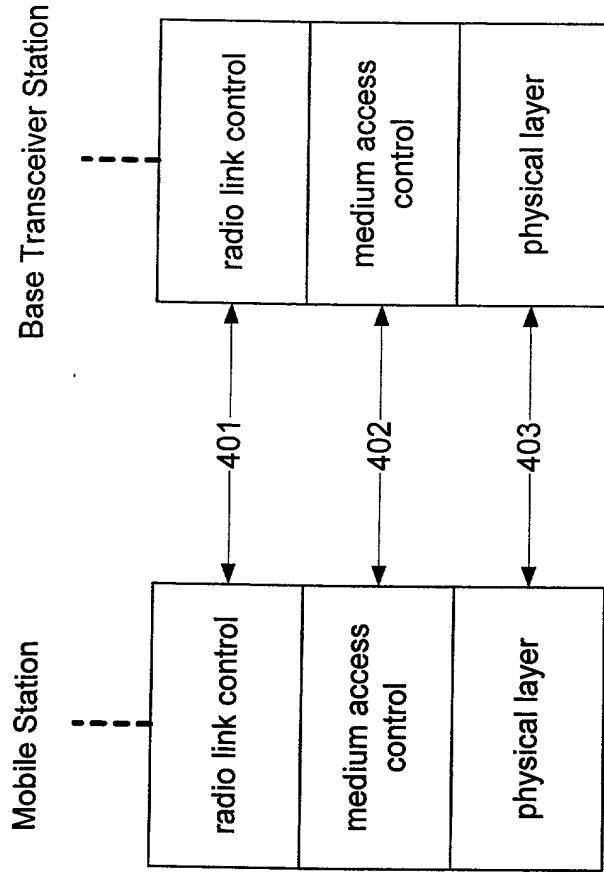 Mobile Station
Base Transceiver Station
radio link control
401
radio link control
medium access
control
402
medium access
control
physical layer
403
physical layer